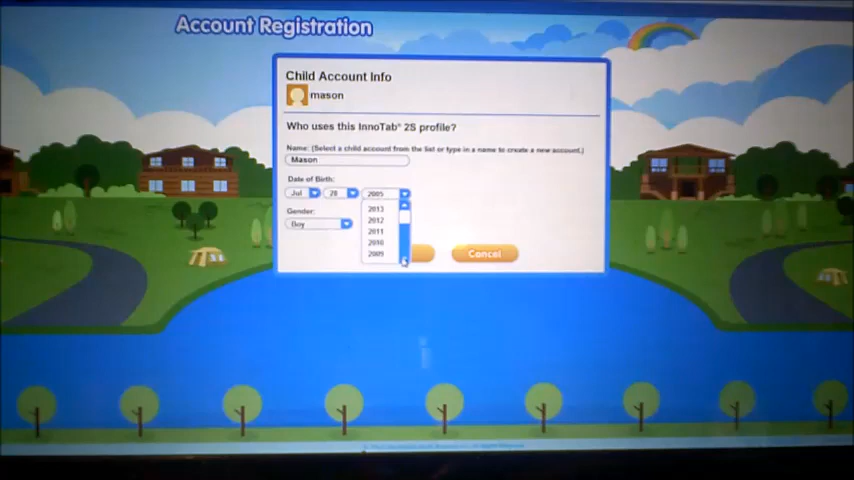 Account Registration
Child Account Info
mason
Who uses this InnoTab® 2S profile?
Name: (Select a child account from the list or type in a name to create a new account.)
Mason
Date of Birth:
Jul 28 2005
2013
2012
2011
2010
2009
Gender:
Boy
Cancel